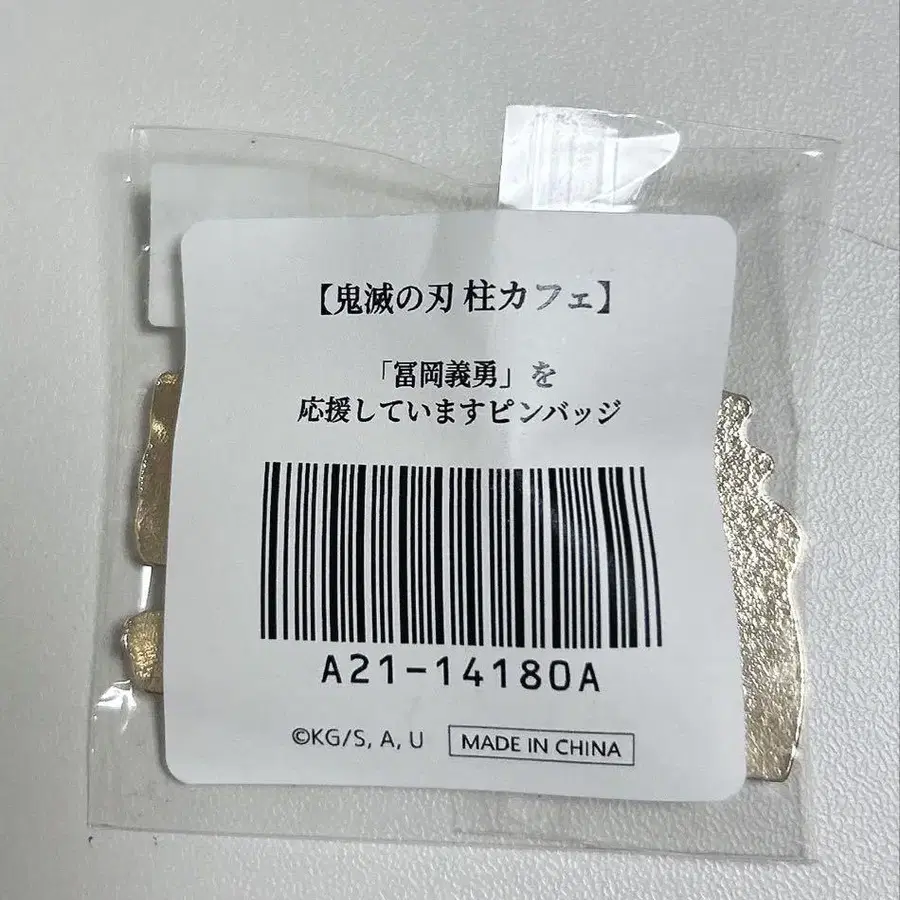 【鬼滅の刃 柱カフェ】
「冨岡義勇」を
応援していますピンバッジ
A21-14180A
©KG/S, A, U
MADE IN CHINA